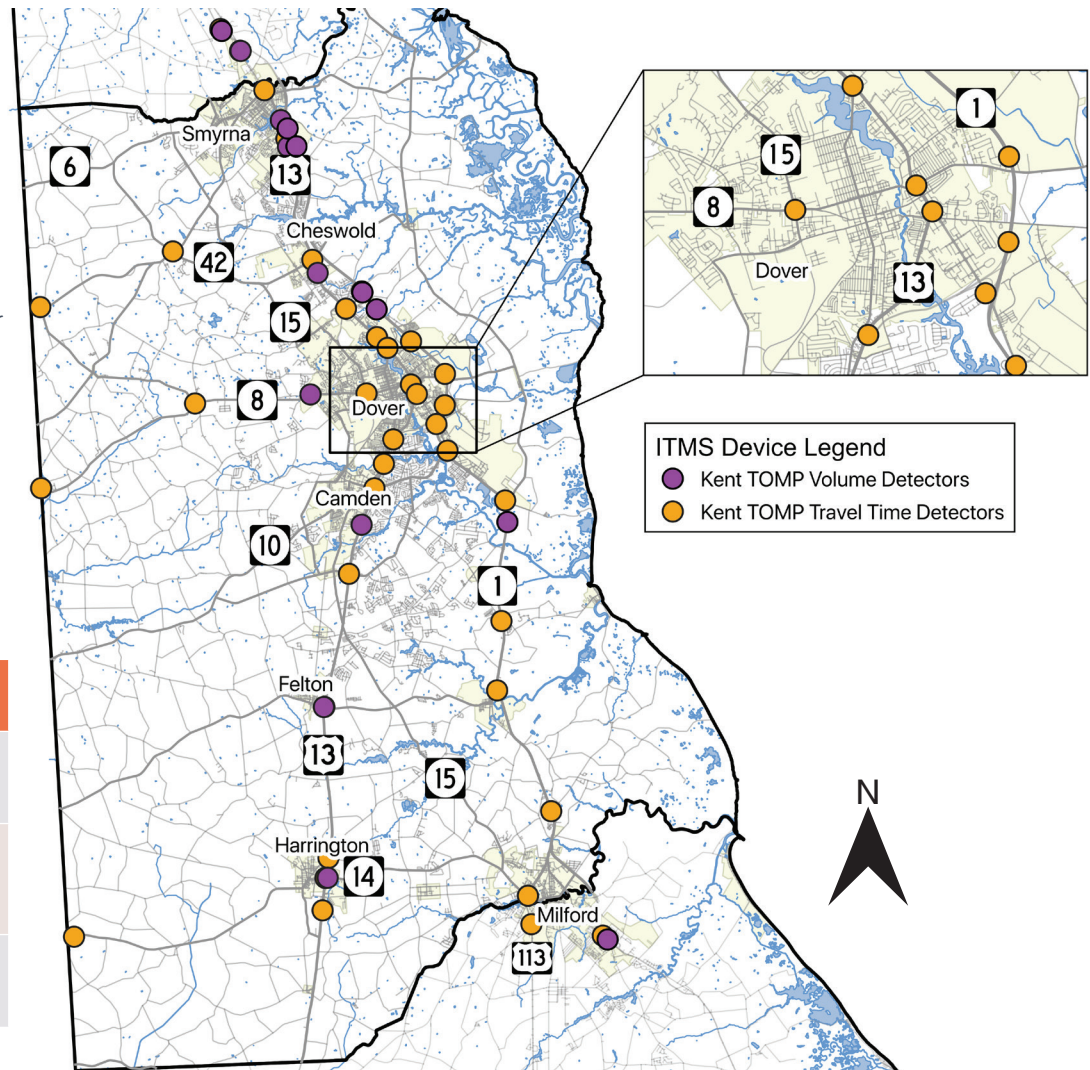 Smyrna
6
13
Cheswold
42
15
8
Dover
Camden
10
1
Felton
13
15
Harrington
14
Milford
113
1
15
8
Dover
13
ITMS Device Legend
Kent TOMP Volume Detectors
Kent TOMP Travel Time Detectors
N